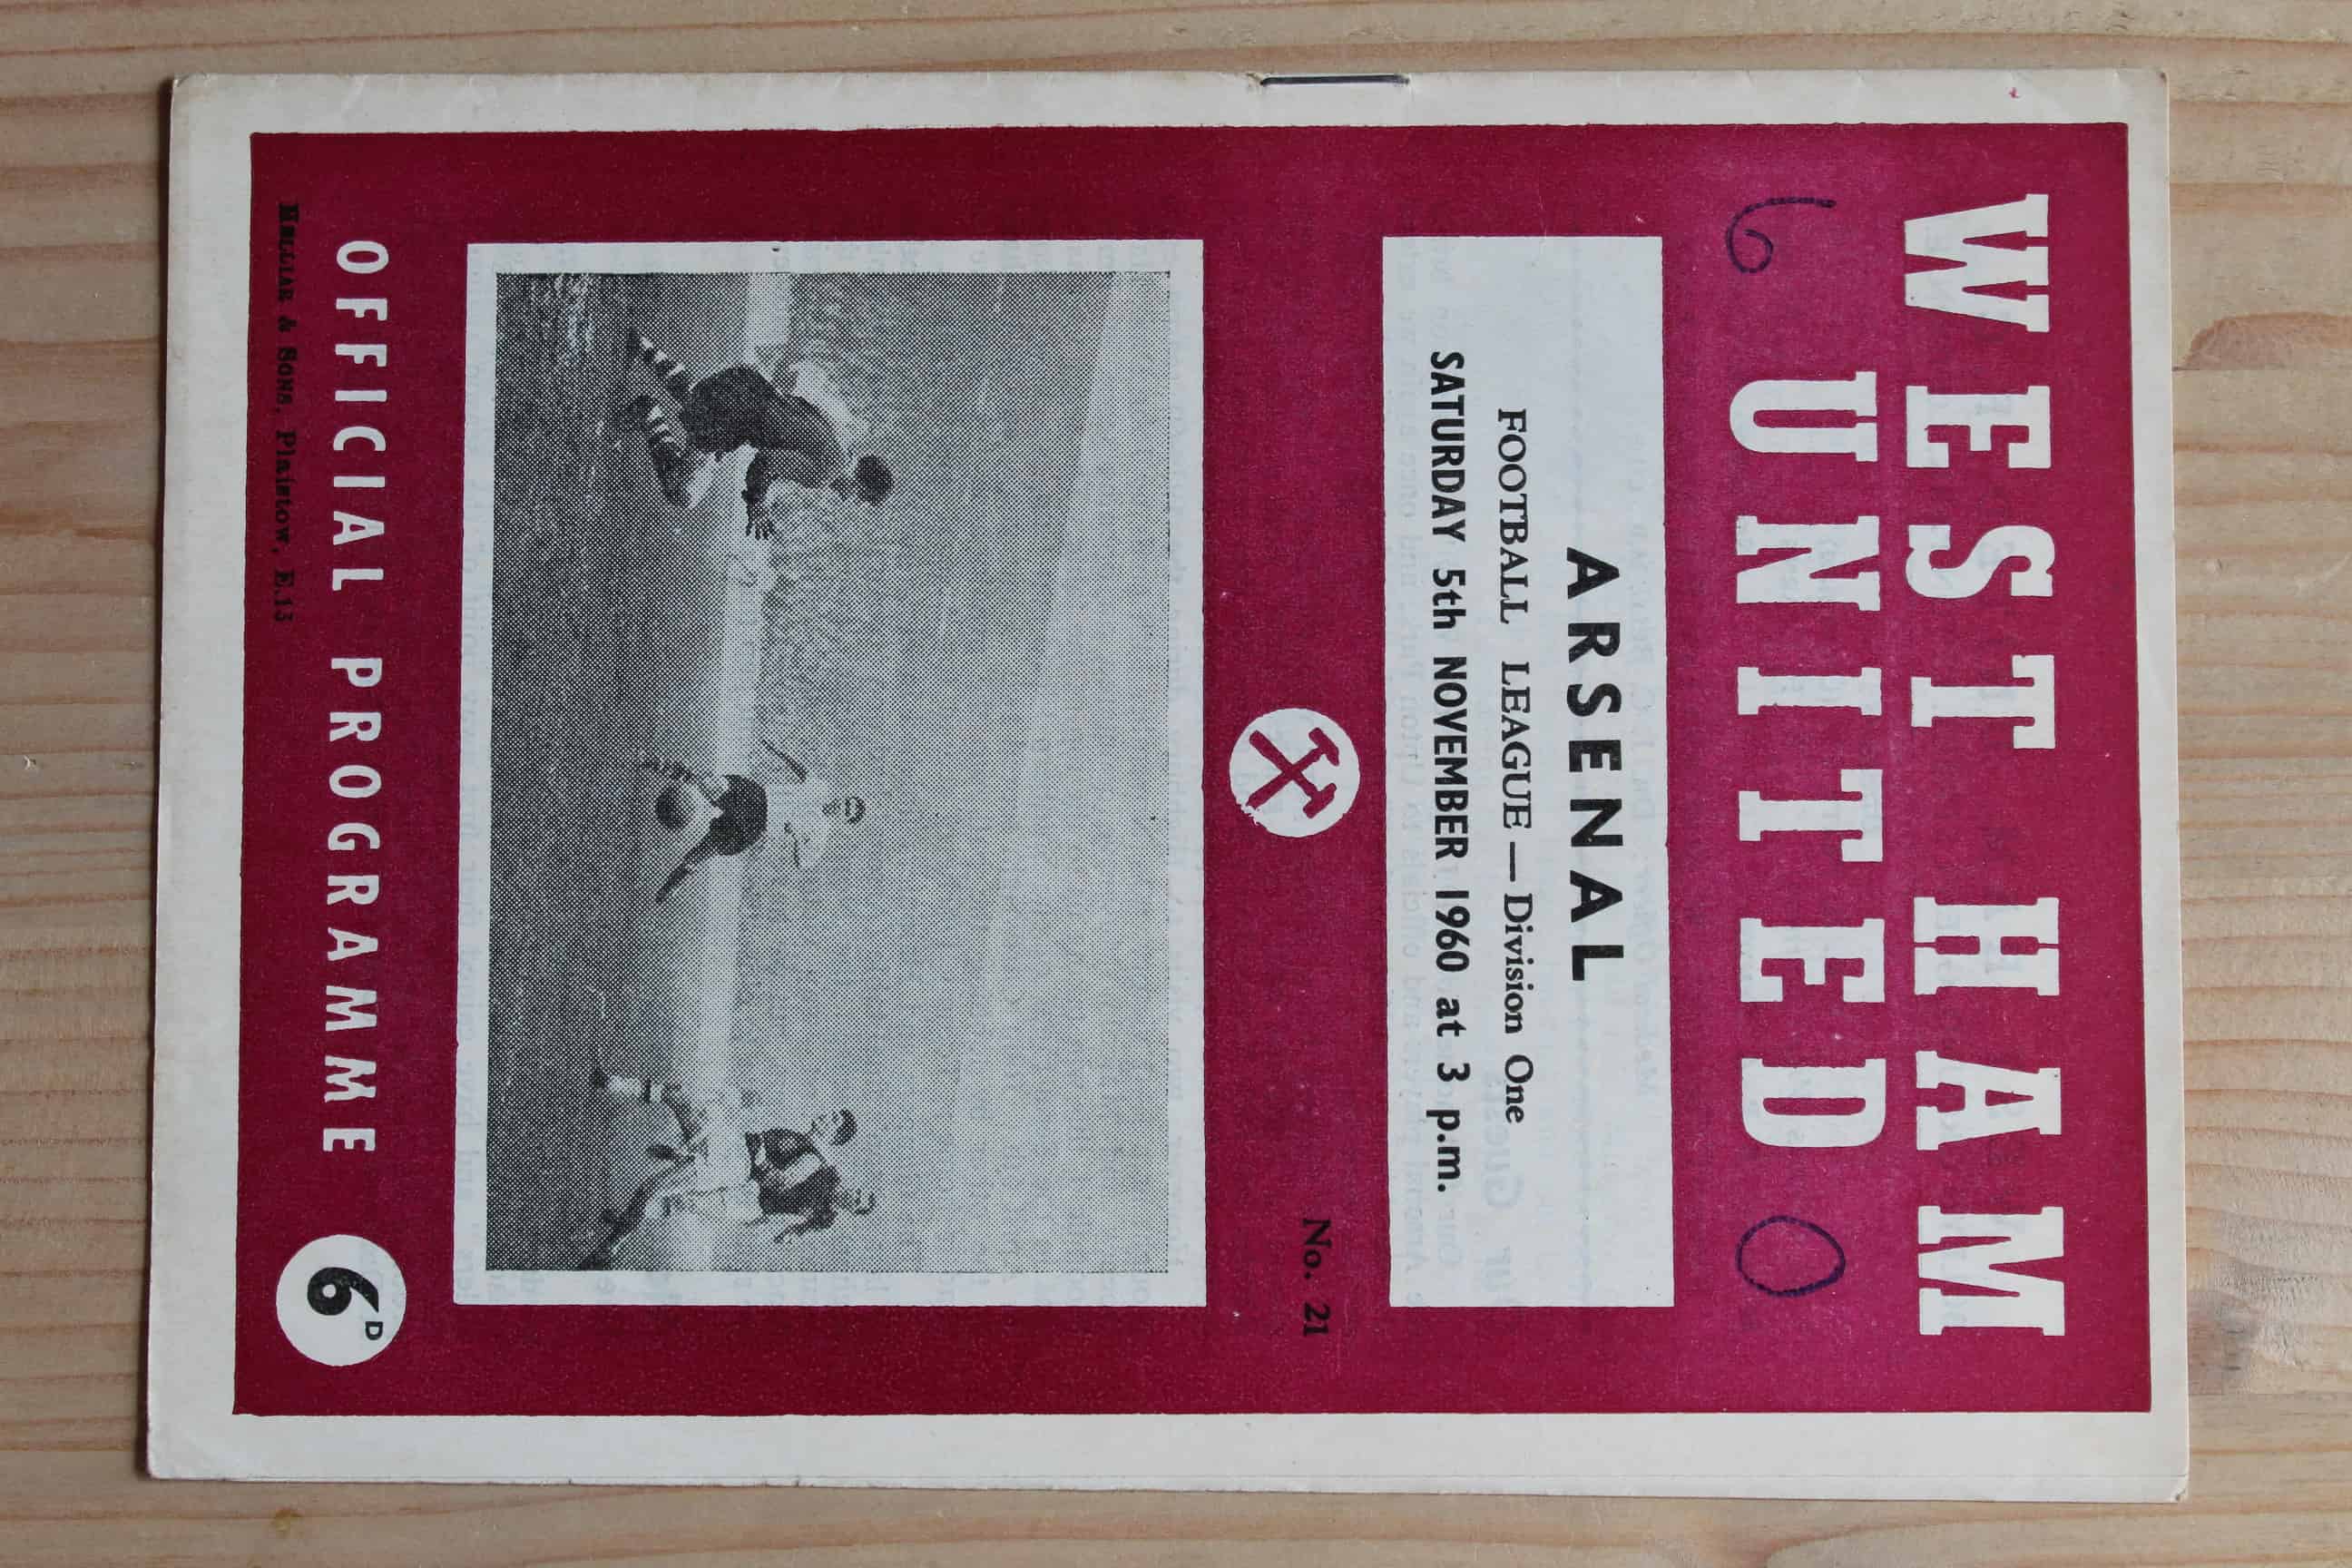 WEST HAM
6 UNITED 0
ARSENAL
FOOTBALL LEAGUE — Division One
SATURDAY 5th NOVEMBER 1960 at 3 p.m.
No. 21
OFFICIAL PROGRAMME 6D
HELLIAR & SONS, Plaistow, E.13